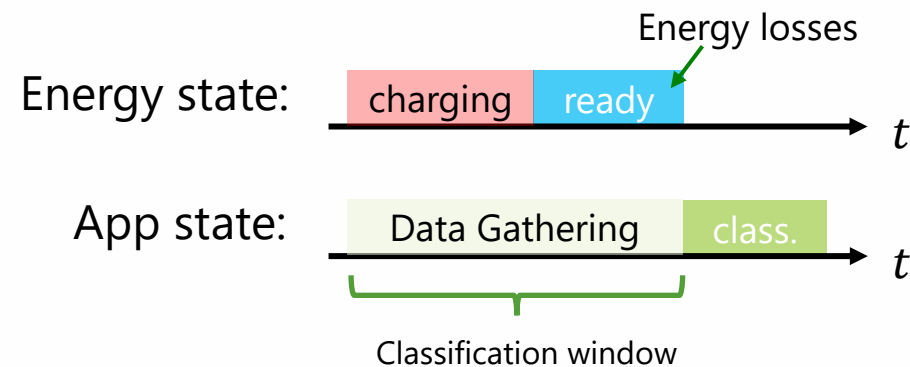 Energy losses
Energy state:
charging
ready
t
App state:
Data Gathering
class.
t
Classification window